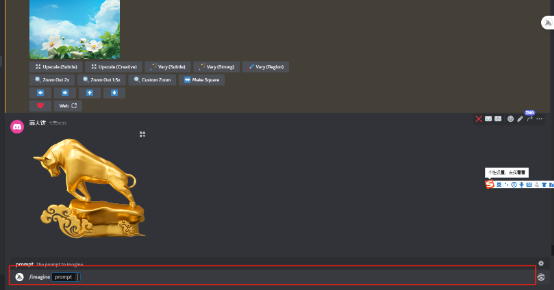 Upscale (Subtle) Upscale (Creative) Vary (Subtle) Vary (Strong) Vary (Region)
Zoom Out 2x Zoom Out 1.5x Custom Zoom Make Square
Web
prompt The prompt to imagine
/imagine prompt